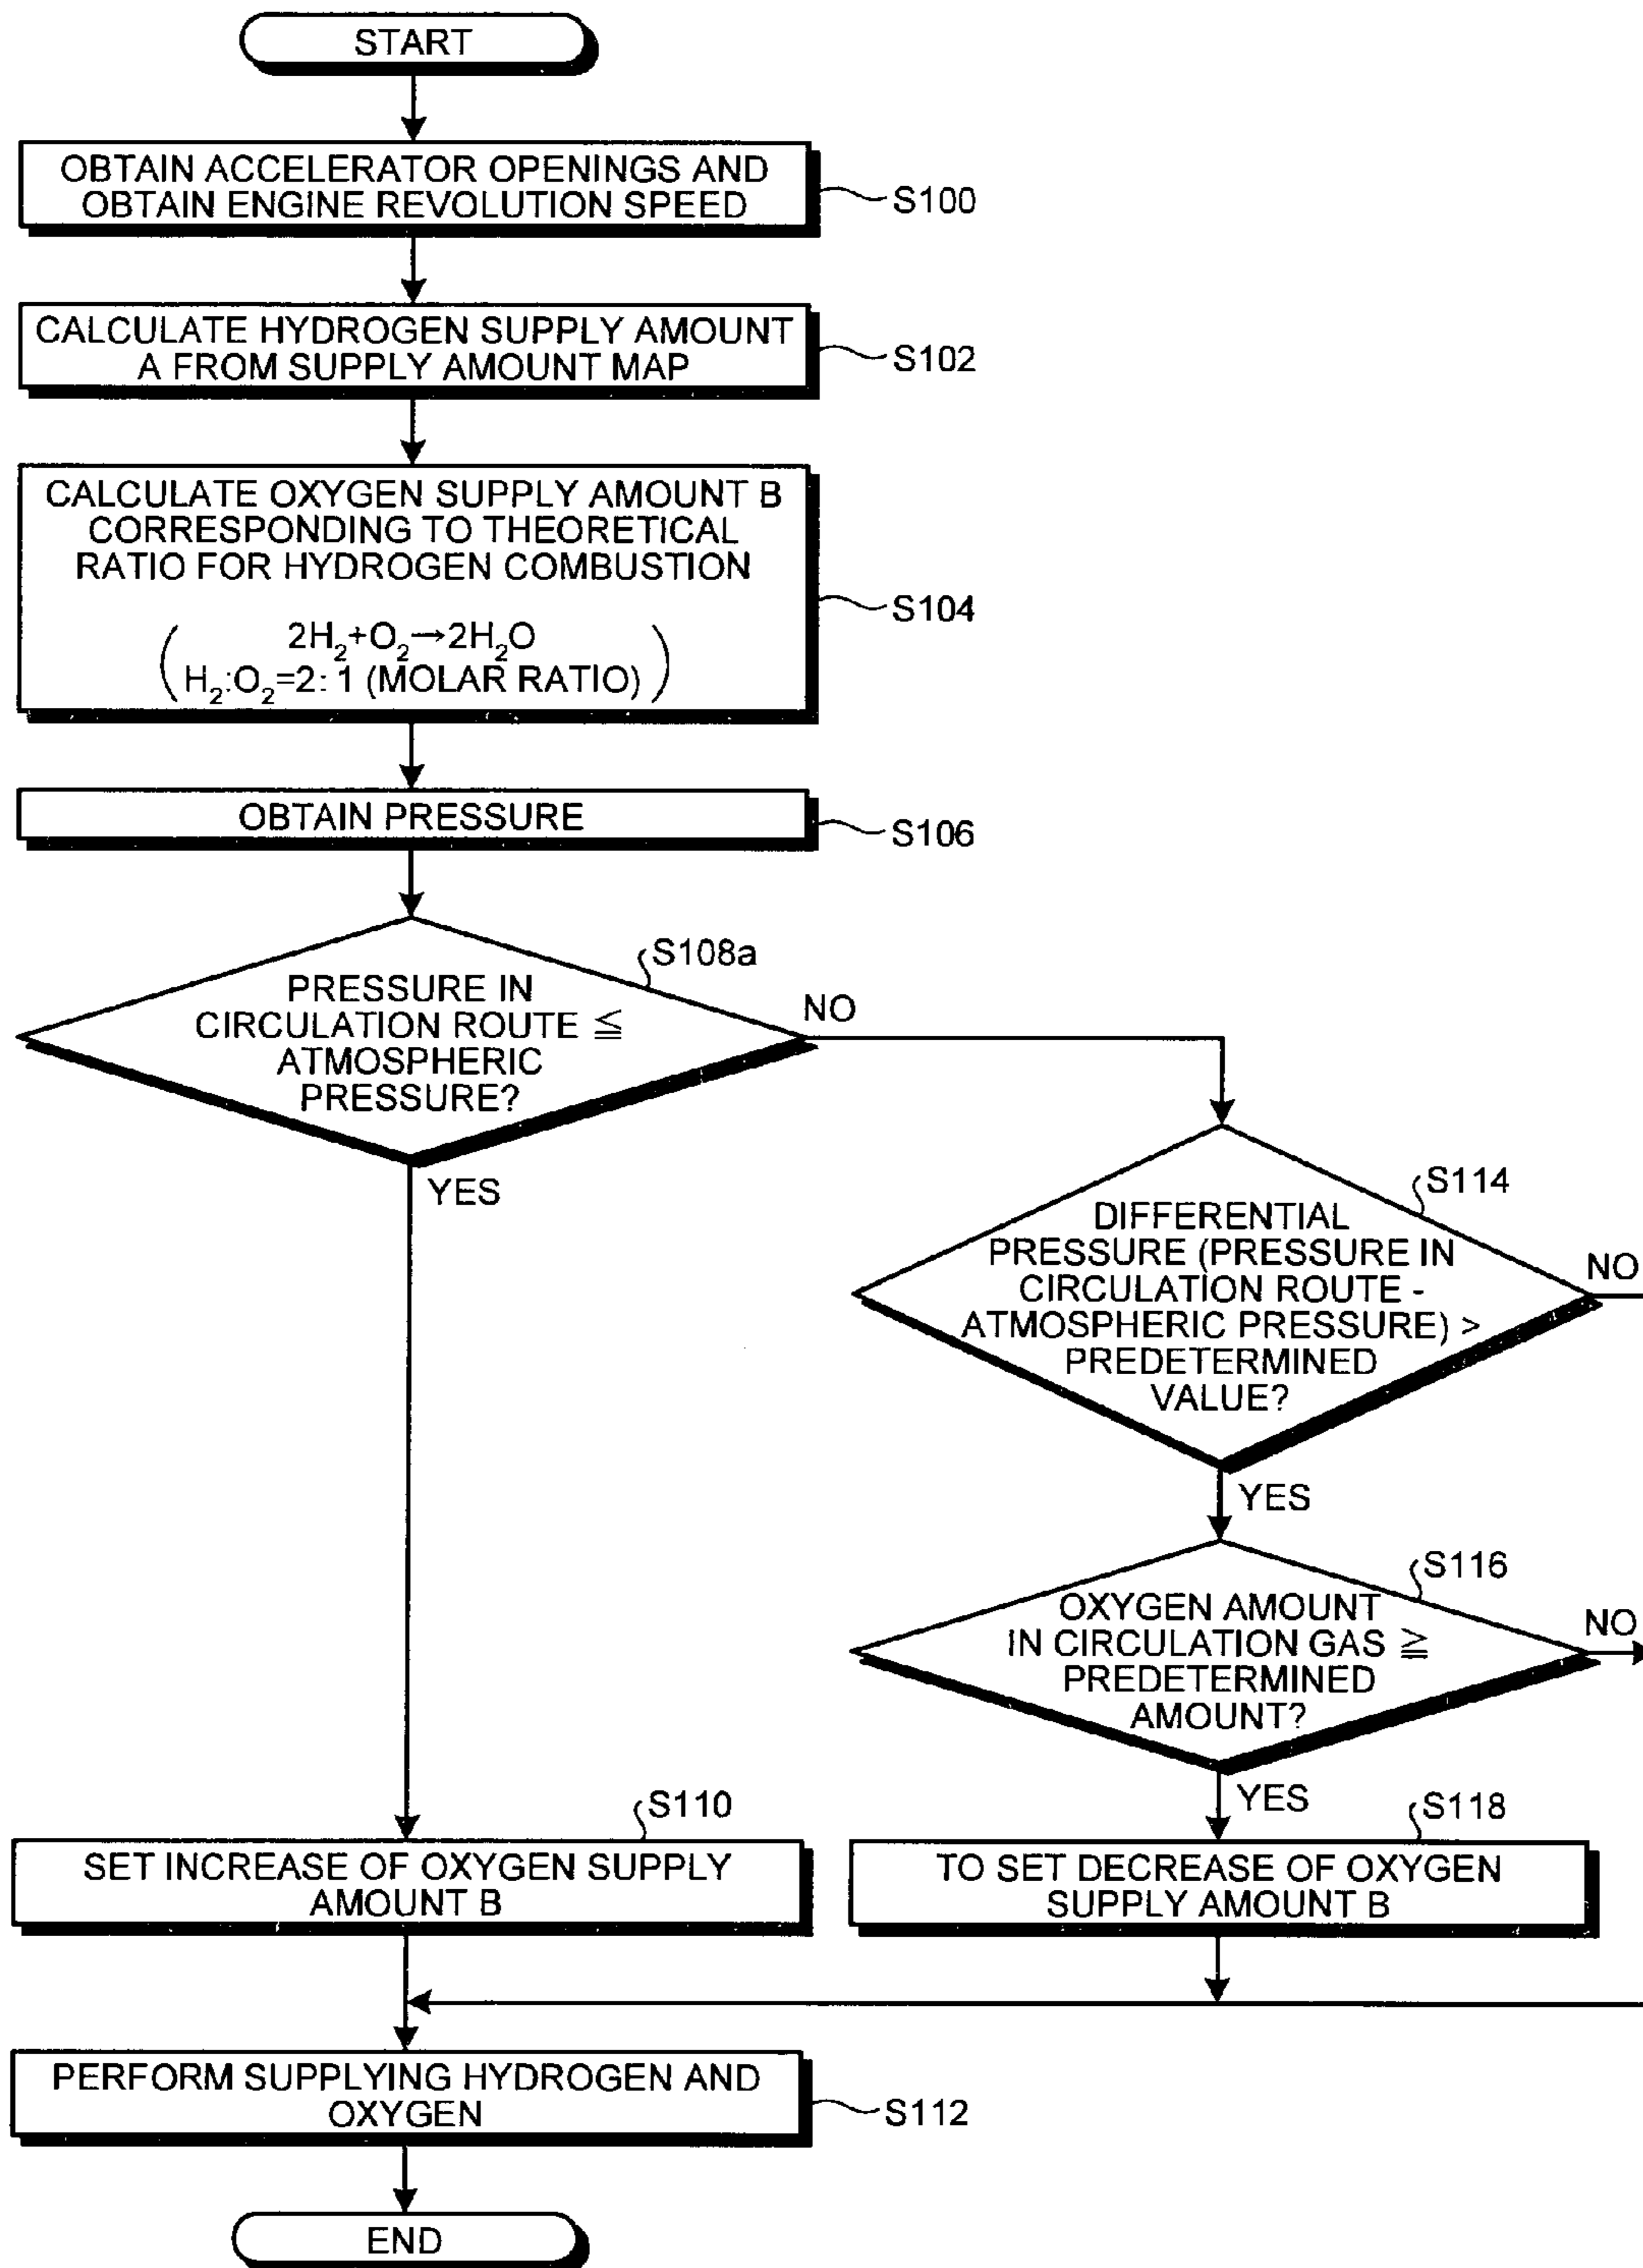 START
OBTAIN ACCELERATOR OPENINGS AND
OBTAIN ENGINE REVOLUTION SPEED
S100
CALCULATE HYDROGEN SUPPLY AMOUNT
A FROM SUPPLY AMOUNT MAP
S102
CALCULATE OXYGEN SUPPLY AMOUNT B
CORRESPONDING TO THEORETICAL
RATIO FOR HYDROGEN COMBUSTION
2H₂+O₂→2H₂O
(H₂:O₂=2:1 (MOLAR RATIO))
S104
OBTAIN PRESSURE
S106
S108a
PRESSURE IN
CIRCULATION ROUTE ≦
ATMOSPHERIC
PRESSURE?
NO
YES
S114
DIFFERENTIAL
PRESSURE (PRESSURE IN
CIRCULATION ROUTE -
ATMOSPHERIC PRESSURE) >
PREDETERMINED
VALUE?
NO
YES
S116
OXYGEN AMOUNT
IN CIRCULATION GAS ≧
PREDETERMINED
AMOUNT?
NO
YES
S110
SET INCREASE OF OXYGEN SUPPLY
AMOUNT B
S118
TO SET DECREASE OF OXYGEN
SUPPLY AMOUNT B
PERFORM SUPPLYING HYDROGEN AND
OXYGEN
S112
END